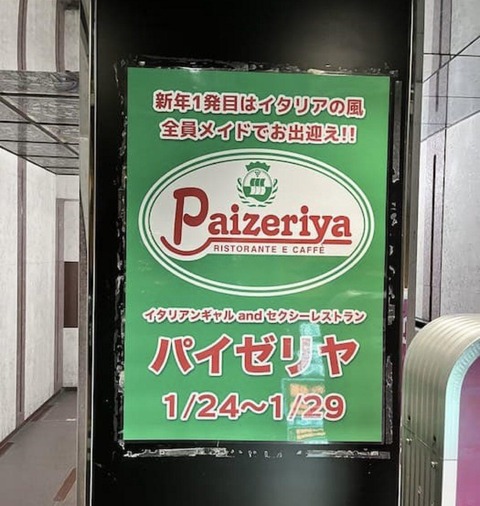 新年1発目はイタリアの風
全員メイドでお出迎え!!
Paizeriya
RISTORANTE E CAFFÉ
イタリアンギャル and セクシーレストラン
パイゼリヤ
1/24〜1/29